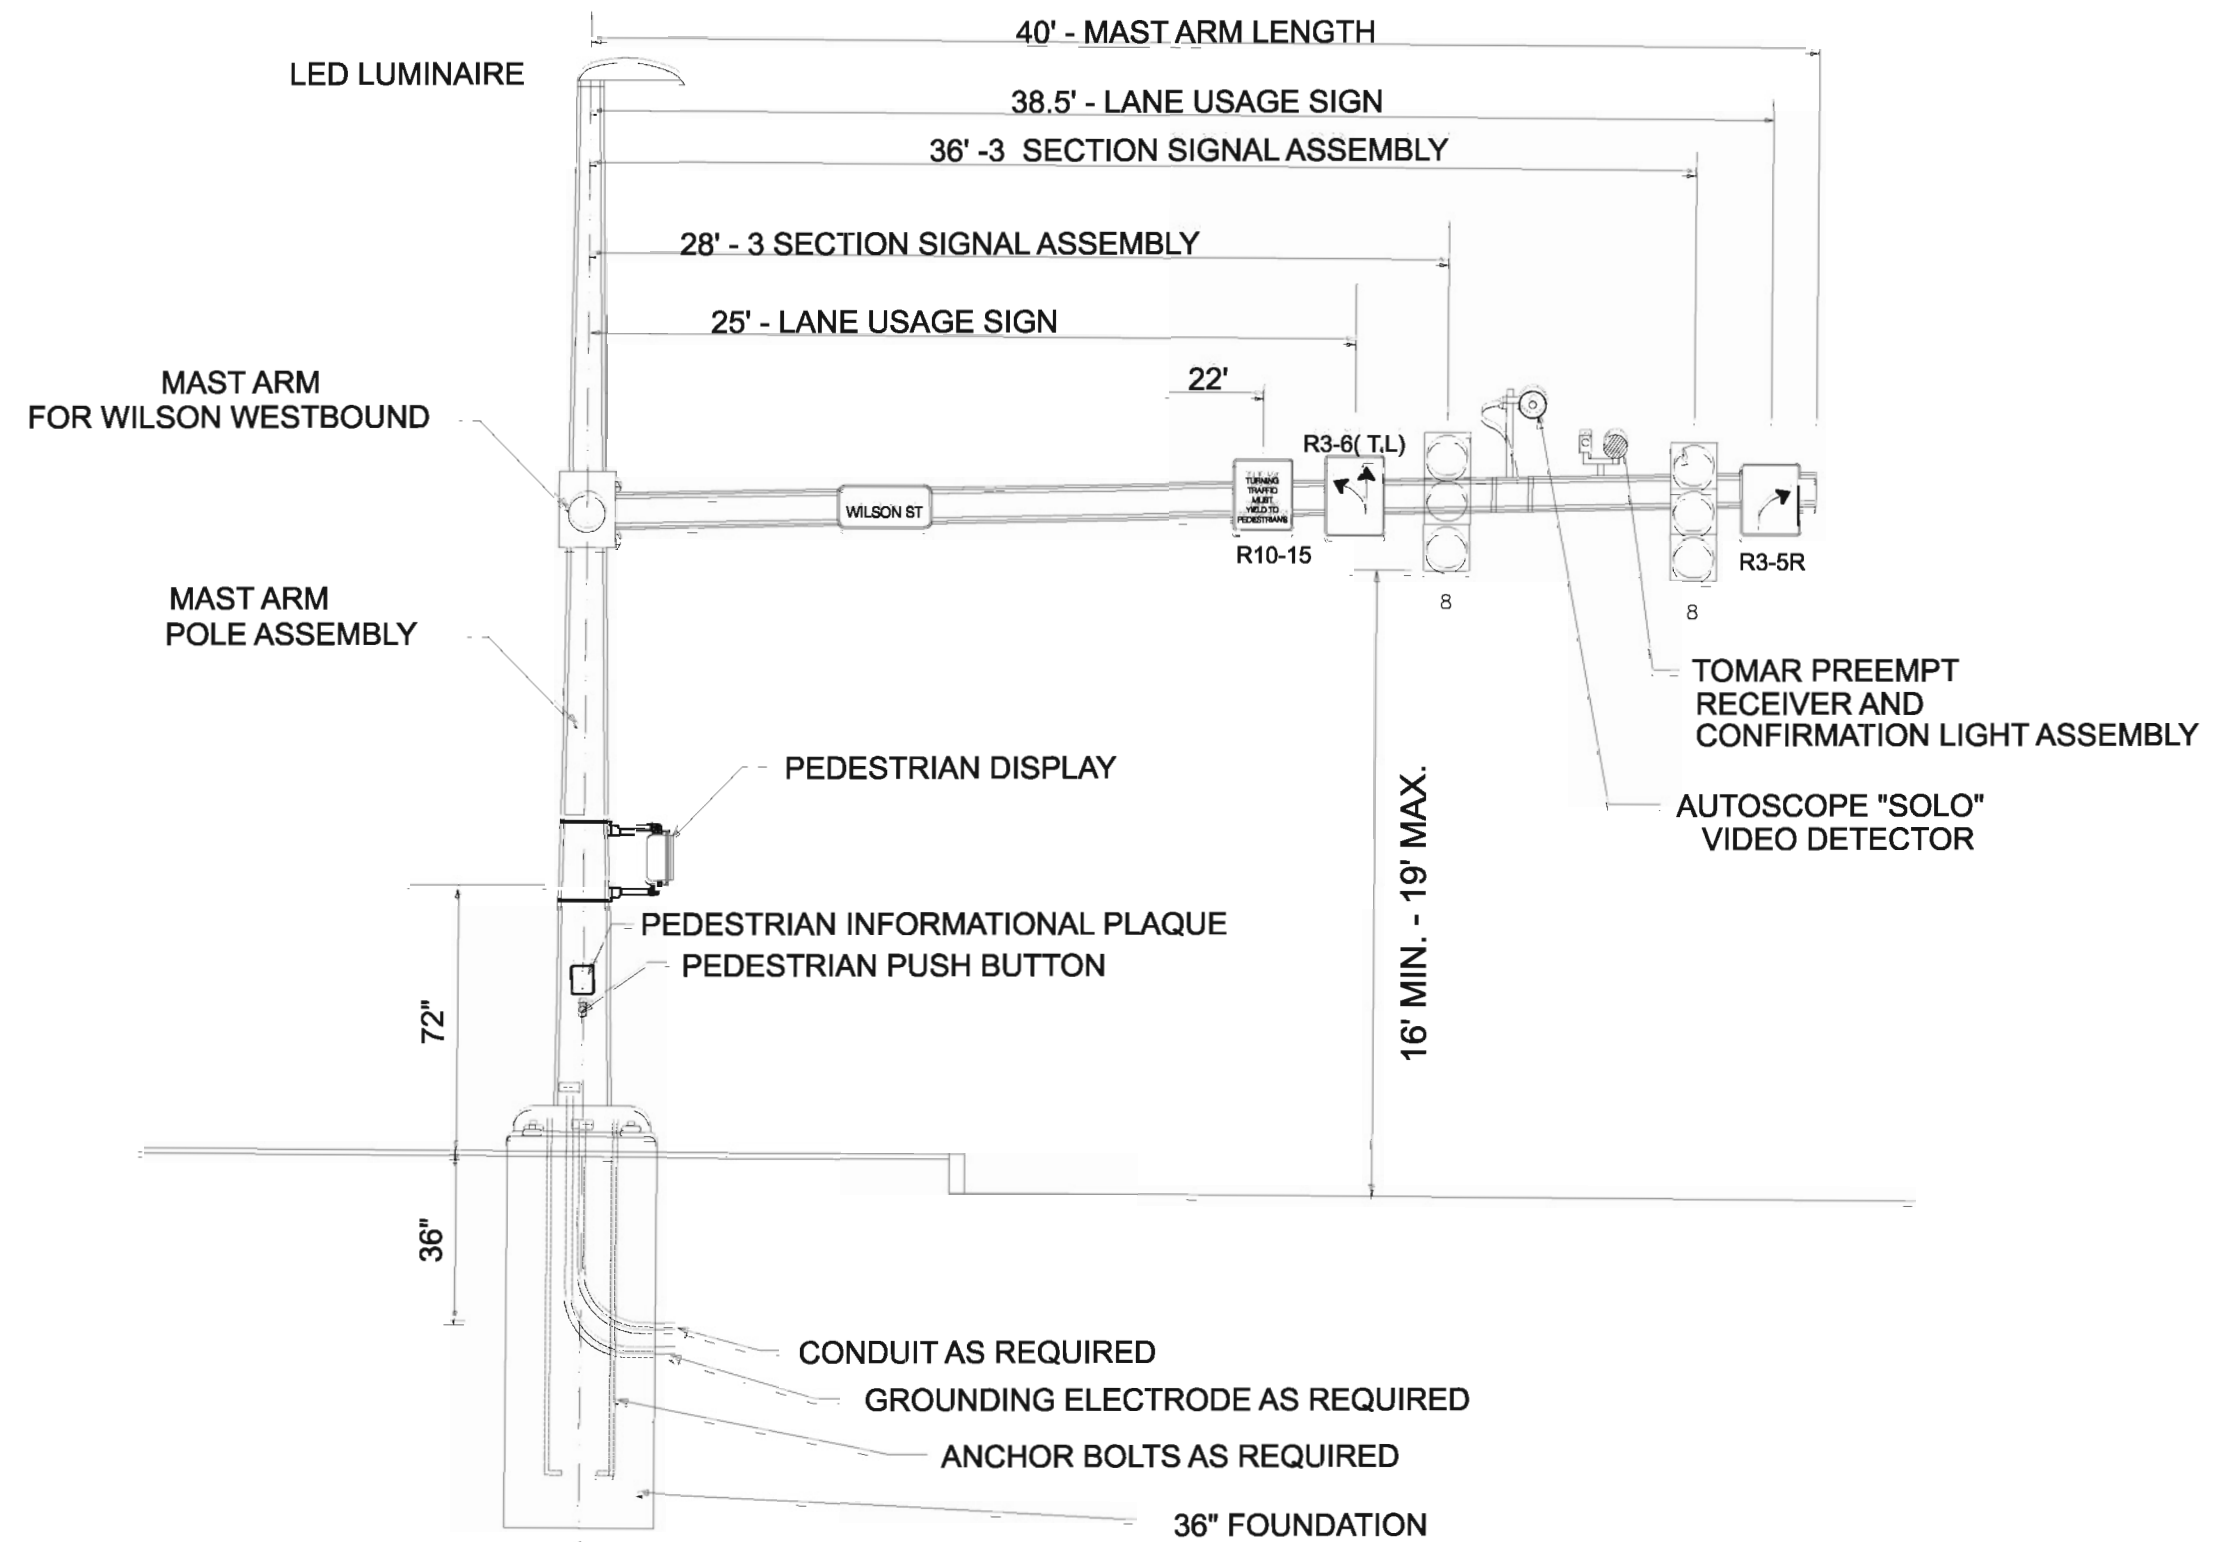 40' - MAST ARM LENGTH
LED LUMINAIRE
38.5' - LANE USAGE SIGN
36' -3 SECTION SIGNAL ASSEMBLY
28' - 3 SECTION SIGNAL ASSEMBLY
25' - LANE USAGE SIGN
22'
MAST ARM
FOR WILSON WESTBOUND
R3-6( T.L)
TURNING
TRAFFIC
MUST
YIELD TO
PEDESTRIANS
WILSON ST
R10-15
R3-5R
8
8
MAST ARM
POLE ASSEMBLY
TOMAR PREEMPT
RECEIVER AND
CONFIRMATION LIGHT ASSEMBLY
PEDESTRIAN DISPLAY
AUTOSCOPE "SOLO"
VIDEO DETECTOR
16' MIN. - 19' MAX.
PEDESTRIAN INFORMATIONAL PLAQUE
PEDESTRIAN PUSH BUTTON
72"
36"
CONDUIT AS REQUIRED
GROUNDING ELECTRODE AS REQUIRED
ANCHOR BOLTS AS REQUIRED
36" FOUNDATION